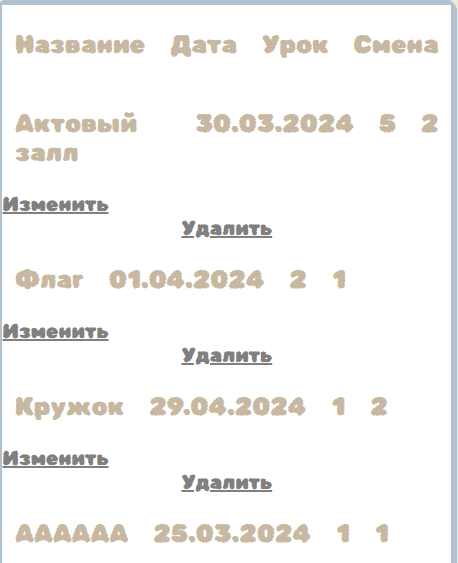 Название Дата Урок Смена
Актовый 30.03.2024 5 2
залл
Изменить
Удалить
Флаг 01.04.2024 2 1
Изменить
Удалить
Кружок 29.04.2024 1 2
Изменить
Удалить
АААААА 25.03.2024 1 1